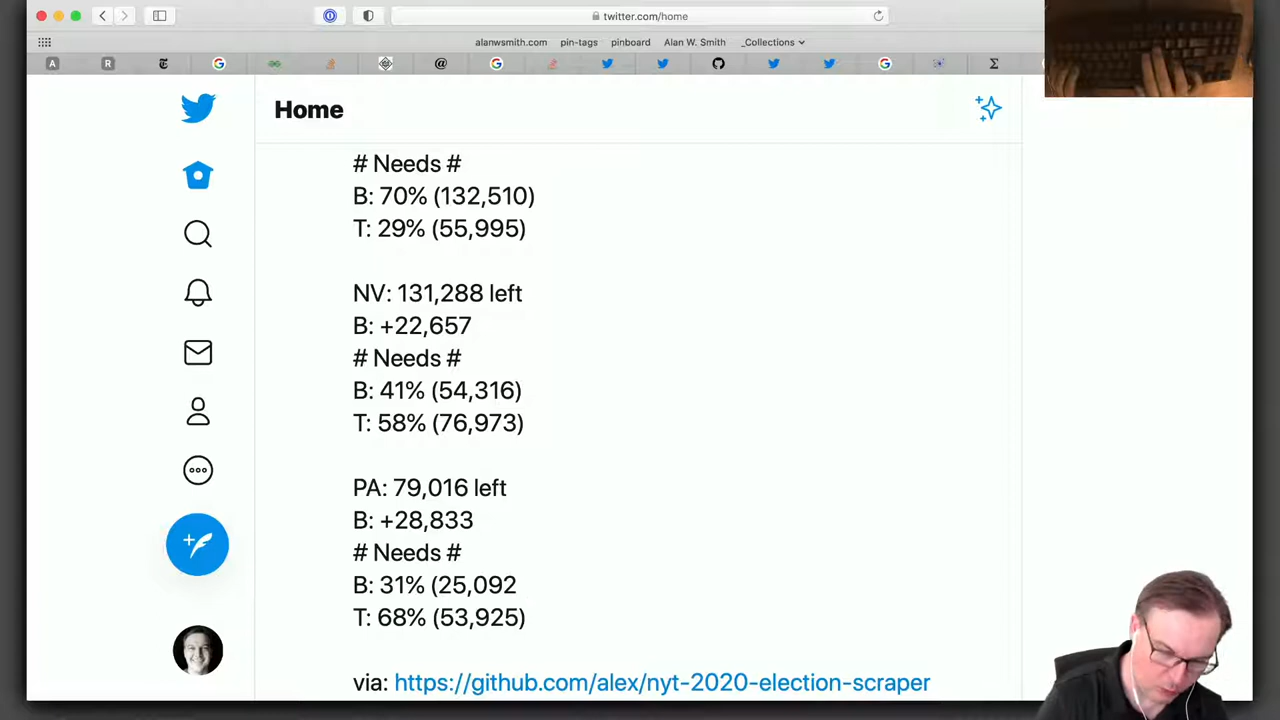 twitter.com/home
alanwsmith.com pin-tags pinboard Alan W. Smith _Collections
Home
# Needs #
B: 70% (132,510)
T: 29% (55,995)
NV: 131,288 left
B: +22,657
# Needs #
B: 41% (54,316)
T: 58% (76,973)
PA: 79,016 left
B: +28,833
# Needs #
B: 31% (25,092
T: 68% (53,925)
via: https://github.com/alex/nyt-2020-election-scraper